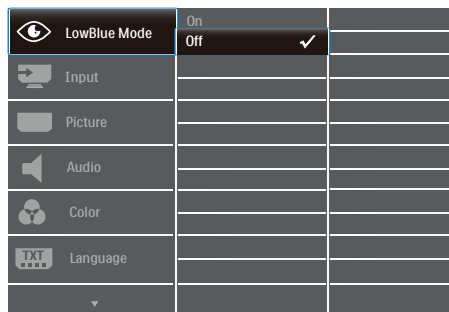 LowBlue Mode
On
Off
Input
Picture
Audio
Color
TXT
Language